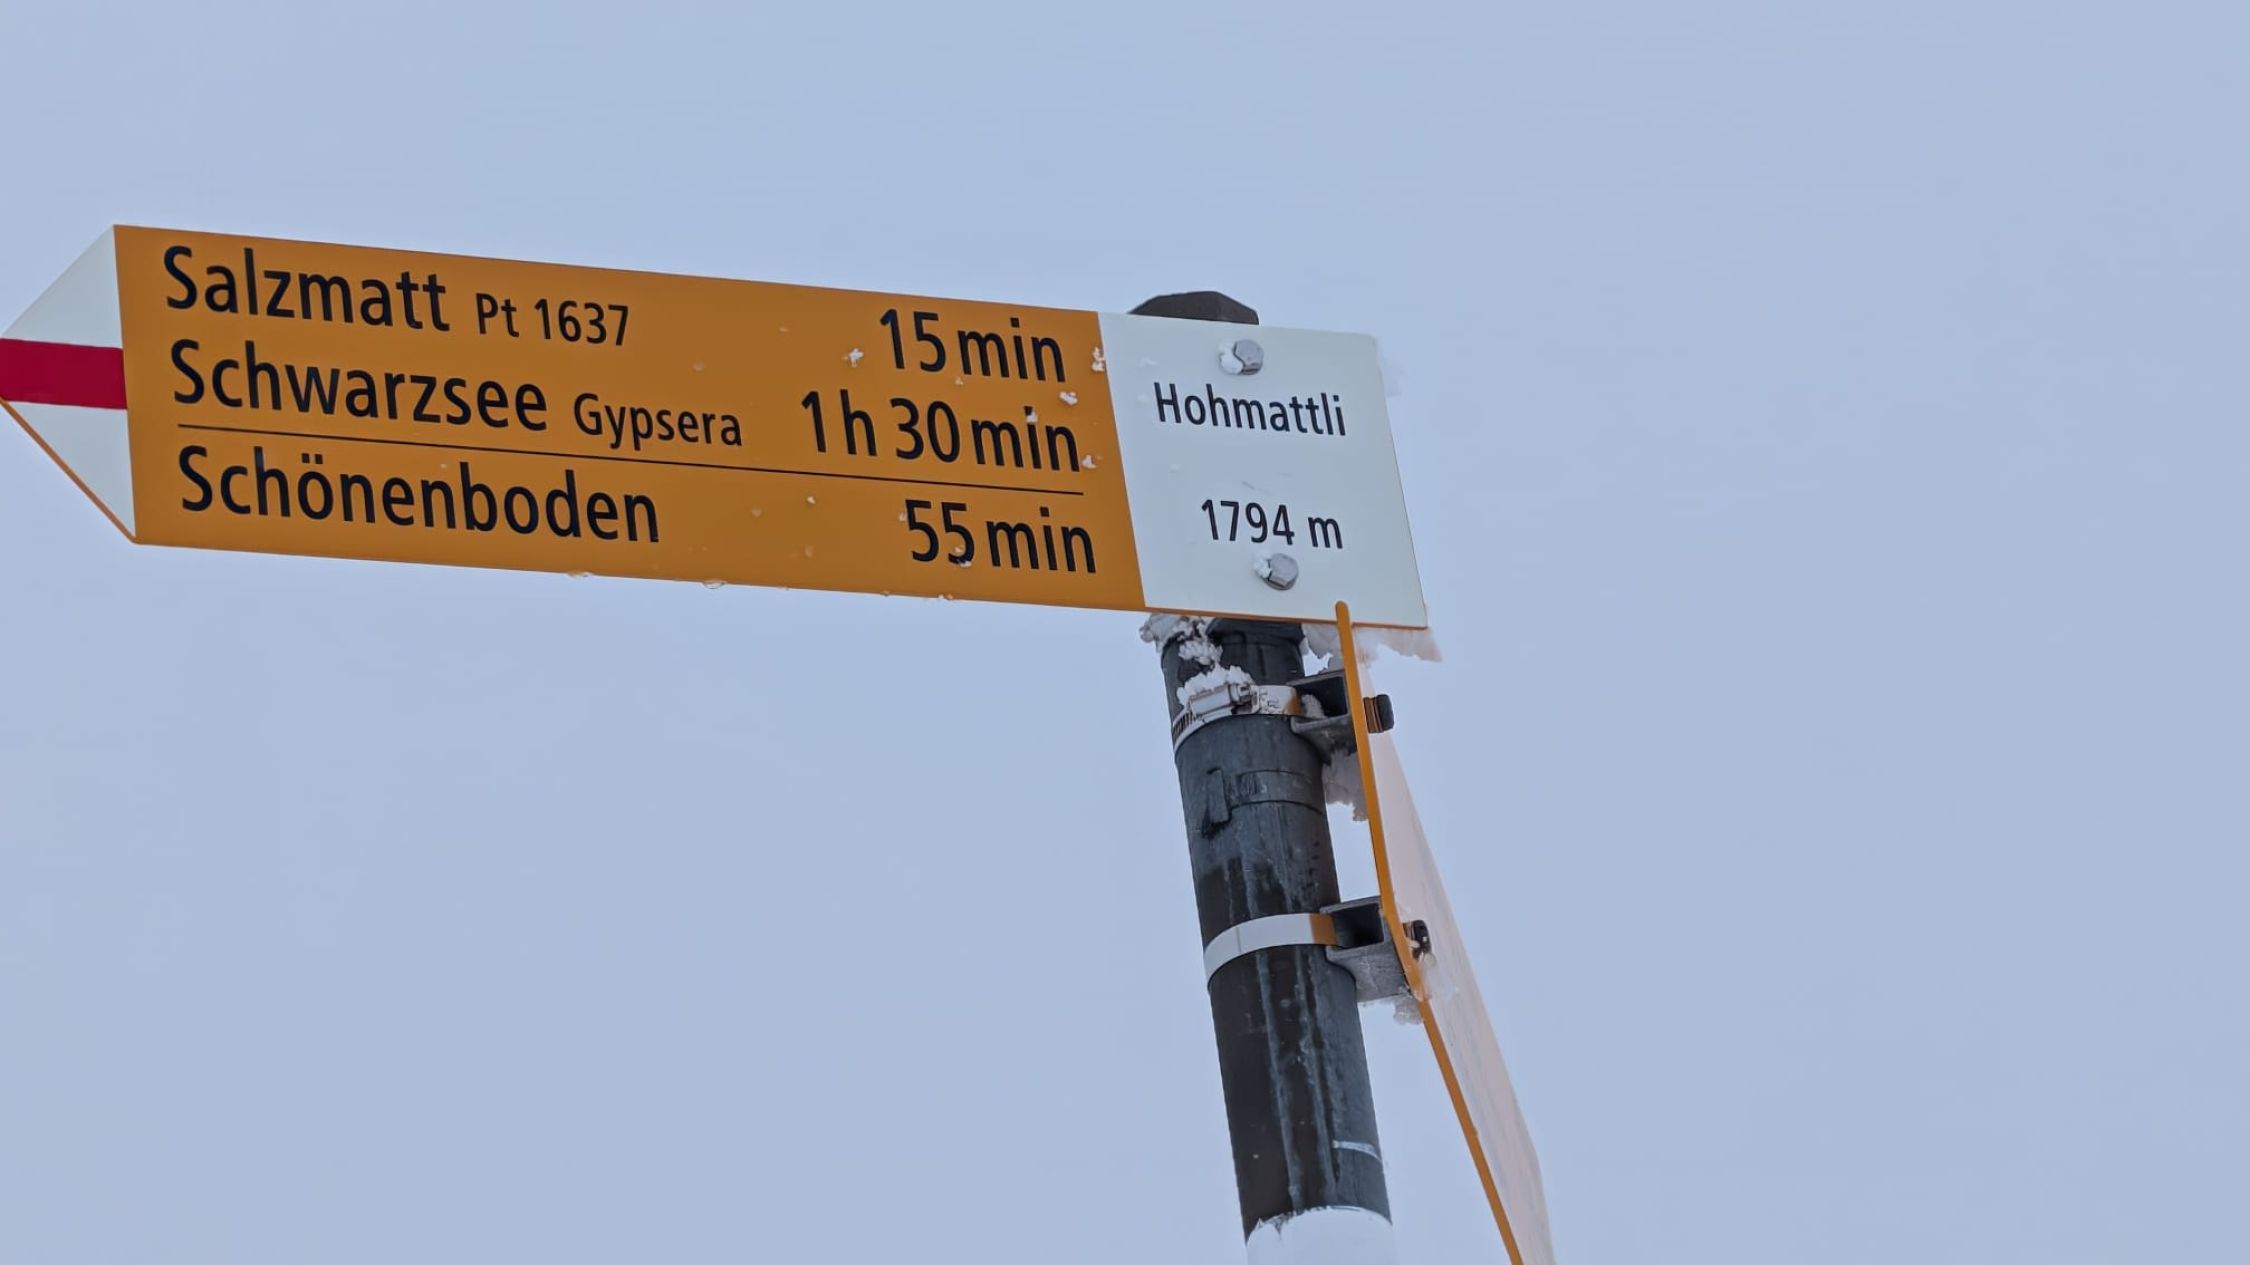 Salzmatt Pt 1637 15 min
Schwarzsee Gypsera 1 h 30 min
Schönenboden 55 min
Hohmattli
1794 m